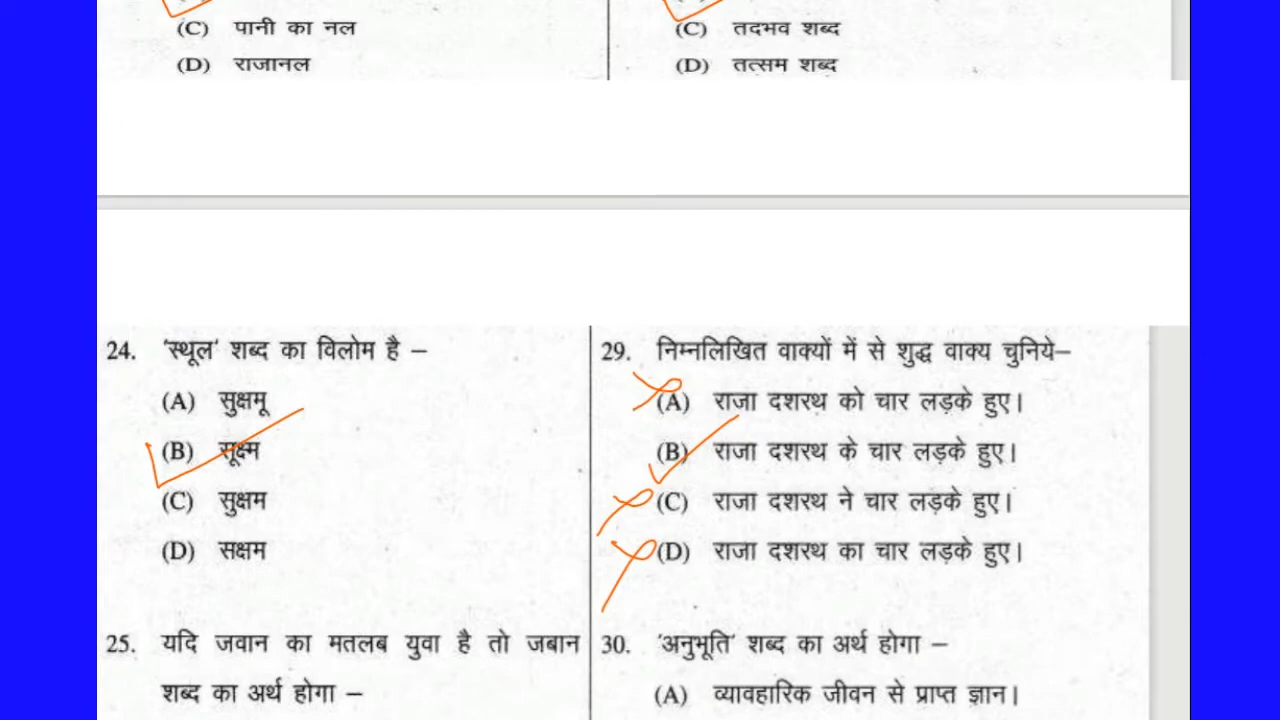 (C) पानी का नल
(D) राजानल
(C) तदभव शब्द
(D) तत्सम शब्द
24. 'स्थूल' शब्द का विलोम है –
(A) सुक्षमू
(B) सूक्ष्म
(C) सुक्षम
(D) सक्षम
25. यदि जवान का मतलब युवा है तो जबान
शब्द का अर्थ होगा –
29. निम्नलिखित वाक्यों में से शुद्ध वाक्य चुनिये–
(A) राजा दशरथ को चार लड़के हुए।
(B) राजा दशरथ के चार लड़के हुए।
(C) राजा दशरथ ने चार लड़के हुए।
(D) राजा दशरथ का चार लड़के हुए।
30. 'अनुभूति' शब्द का अर्थ होगा –
(A) व्यावहारिक जीवन से प्राप्त ज्ञान।